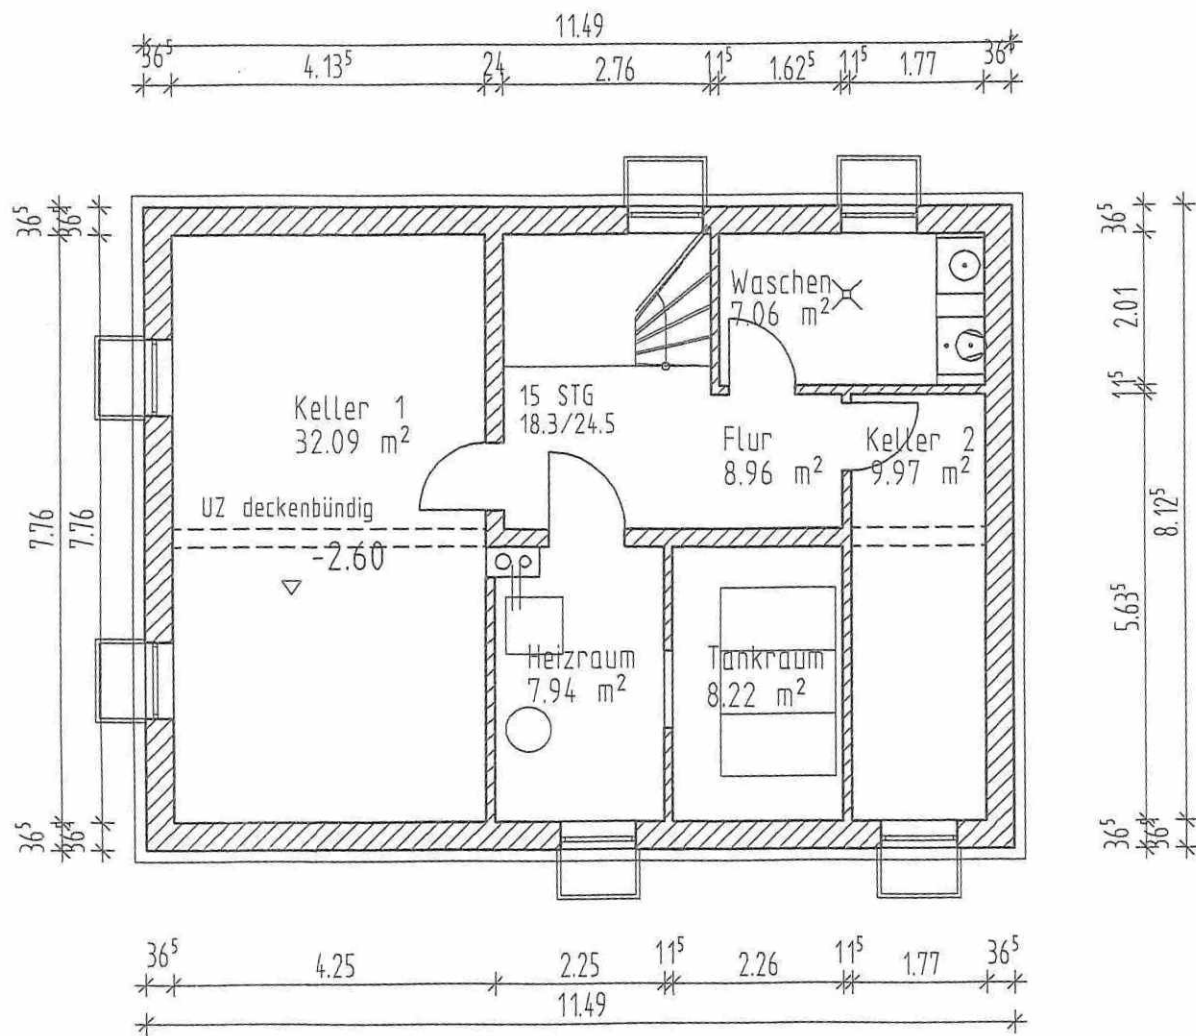 11.49
36⁵ 4.13⁵ 24 2.76 11⁵ 1.62⁵ 11⁵ 1.77 36⁵
36⁵ 36⁵
36⁵
Waschen
7.06 m²
2.01
15 STG
18.3/24.5
11⁵
Keller 1
32.09 m²
Flur
8.96 m²
Keller 2
9.97 m²
7.76 7.76
8.12⁵
UZ deckenbündig
-2.60
5.63⁵
Heizraum
7.94 m²
Tankraum
8.22 m²
36⁵ 36⁵
36⁵ 36⁵
36⁵ 4.25 2.25 11⁵ 2.26 11⁵ 1.77 36⁵
11.49